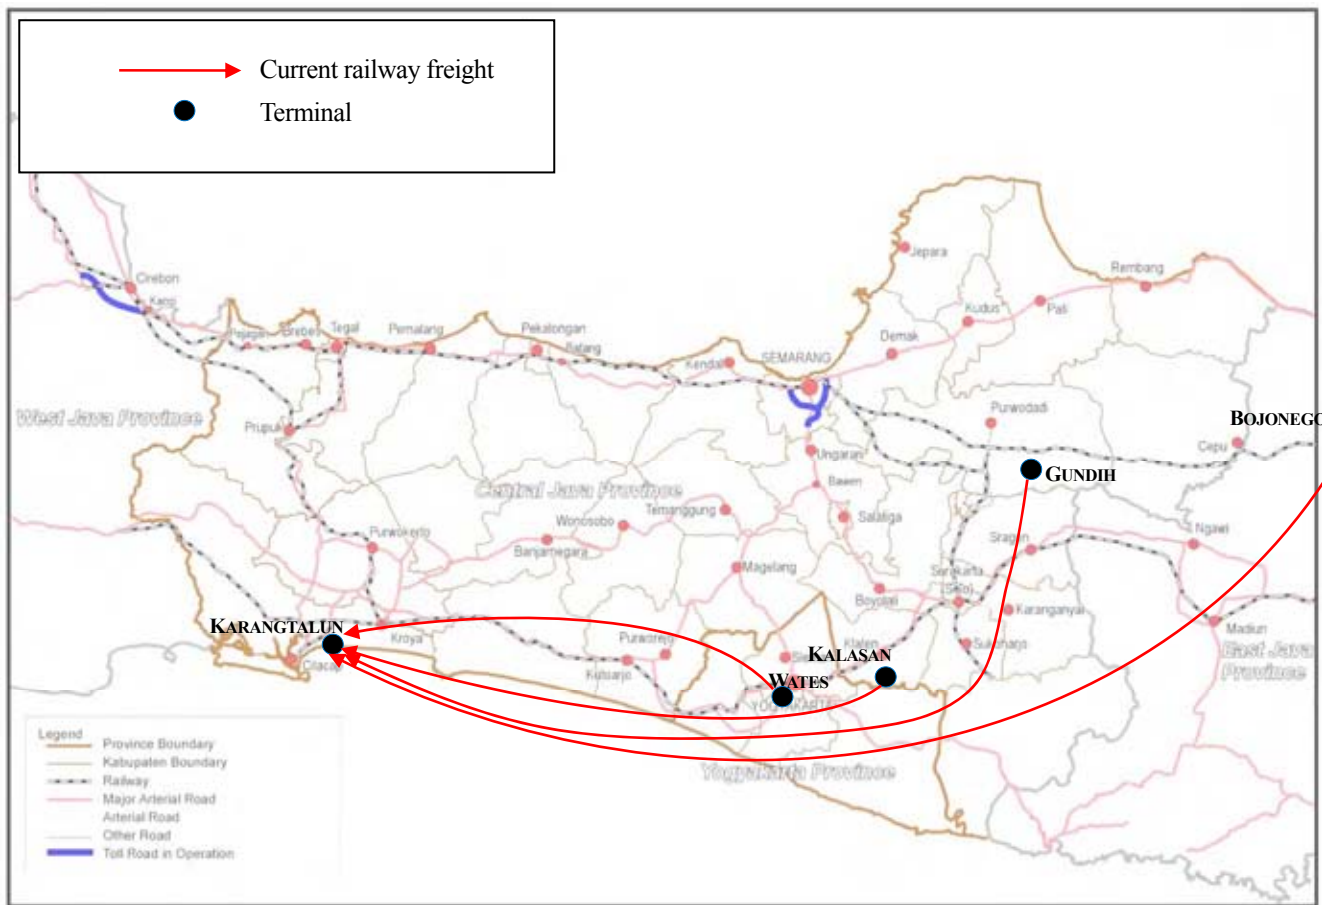 Current railway freight
Terminal
Jepara
Rembang
Cirebon
Kanci
Kudus
Pati
Pejagan
Brebes
Tegal
Pemalang
Pekalongan
Batang
Demak
Kendal
SEMARANG
West Java Province
Prupuk
Purwodadi
BOJONEGO
Cepu
Ungaran
GUNDIH
Bawen
Central Java Province
Temanggung
Salatiga
Wonosobo
Purwokerto
Banjarnegara
Sragen
Ngawi
Magelang
Surakarta
(Solo)
Boyolali
Karanganyar
KARANGTALUN
Kroya
Purworejo
Klaten
Sukoharjo
Madiun
KALASAN
East Java
Province
Cilacap
Kutoarjo
WATES
YOGYAKARTA
Yogyakarta Province
Legend
Province Boundary
Kabupaten Boundary
Railway
Major Arterial Road
Arterial Road
Other Road
Toll Road in Operation